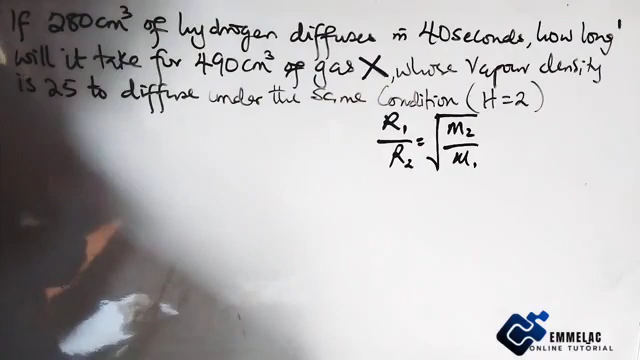 If 280cm³ of hydrogen diffuses in 40seconds, how long
will it take for 490cm³ of gas X, whose vapour density
is 25 to diffuse under the same condition (H=2)
R₁/R₂ = √M₂/M₁
EMMELAC
ONLINE TUTORIAL